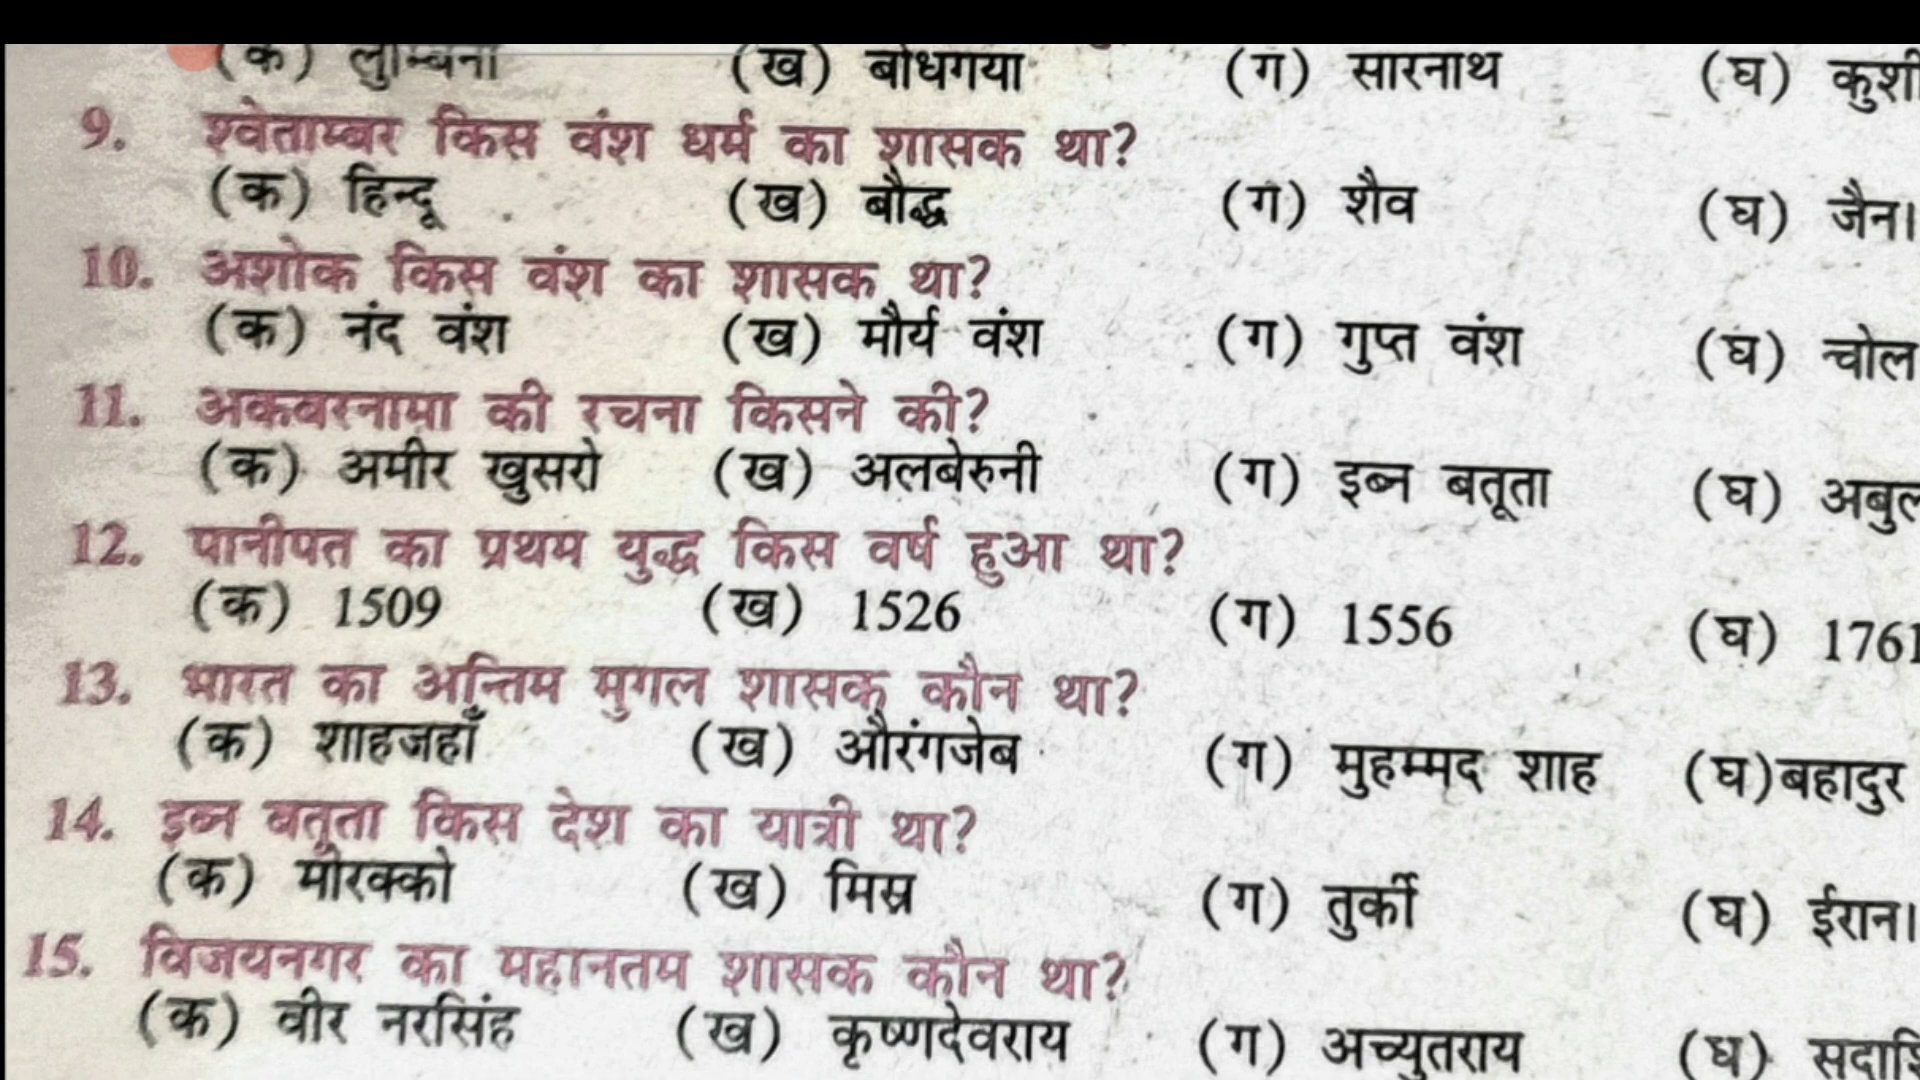 (क) लुम्बिनी (ख) बोधगया (ग) सारनाथ (घ)
9. श्वेताम्बर किस वंश धर्म का शासक था?
(क) हिन्दू (ख) बौद्ध (ग) शैव (घ) जैन।
10. अशोक किस वंश का शासक था?
(क) नंद वंश (ख) मौर्य वंश (ग) गुप्त वंश (घ) चोल
11. अकबरनामा की रचना किसने की?
(क) अमीर खुसरो (ख) अलबेरुनी (ग) इब्न बतूता (घ)
12. पानीपत का प्रथम युद्ध किस वर्ष हुआ था?
(क) 1509 (ख) 1526 (ग) 1556 (घ) 1761
13. भारत का अन्तिम मुगल शासक कौन था?
(क) शाहजहाँ (ख) औरंगजेब (ग) मुहम्मद शाह (घ)बहादुर
14. इब्न बतूता किस देश का यात्री था?
(क) मोरक्को (ख) मिस्र (ग) तुर्की (घ) ईरान।
15. विजयनगर का महानतम शासक कौन था?
(क) वीर नरसिंह (ख) कृष्णदेवराय (ग) अच्युतराय (घ)